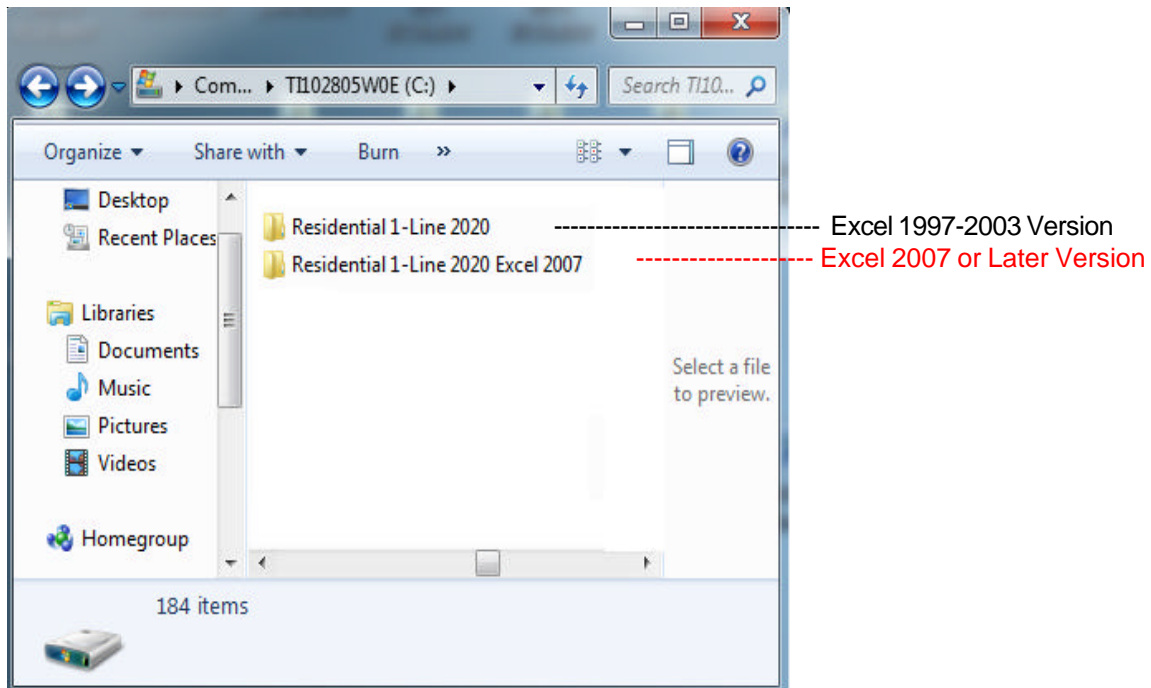 Com... TI102805W0E (C:)
Search TI10...
Organize Share with Burn »
Desktop
Recent Places
Libraries
Documents
Music
Pictures
Videos
Homegroup
Residential 1-Line 2020 ------------------------------- Excel 1997-2003 Version
Residential 1-Line 2020 Excel 2007 -------------------- Excel 2007 or Later Version
Select a file
to preview.
184 items